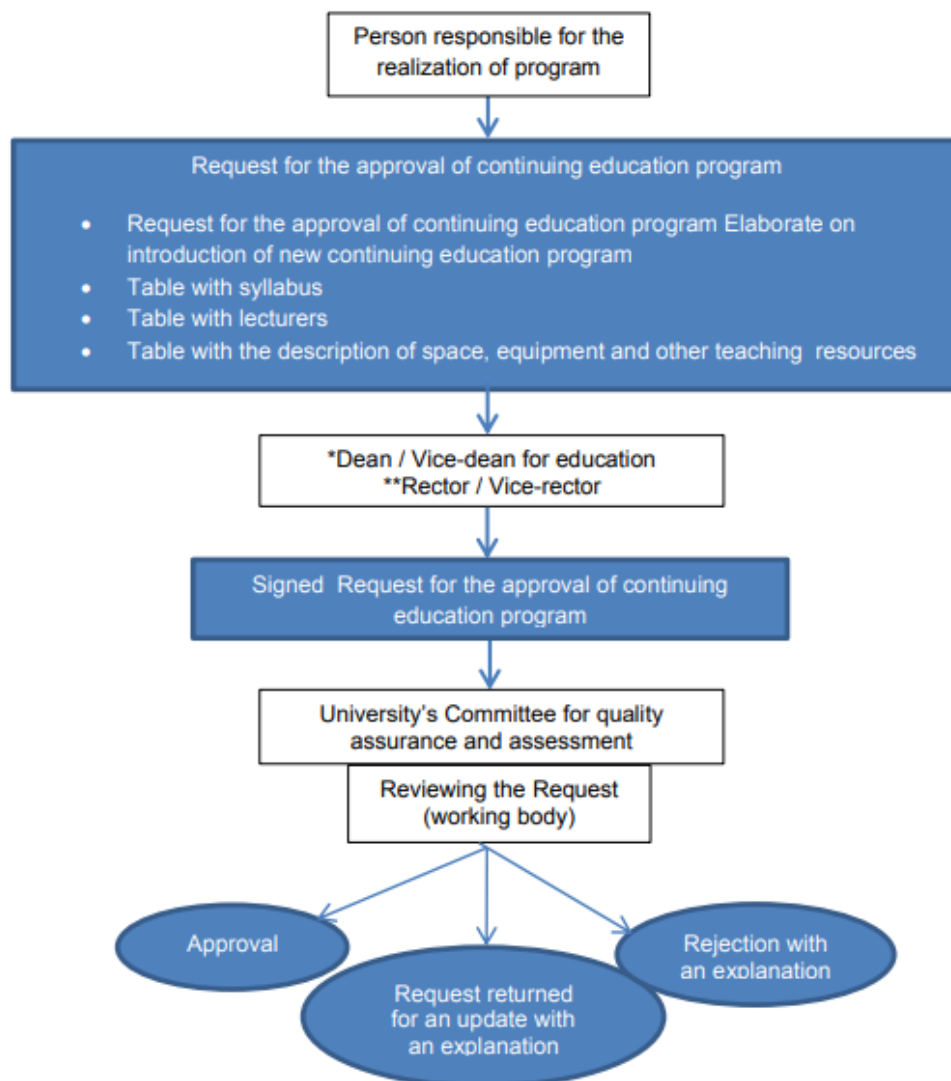 Person responsible for the
realization of program
Request for the approval of continuing education program
• Request for the approval of continuing education program Elaborate on
introduction of new continuing education program
• Table with syllabus
• Table with lecturers
• Table with the description of space, equipment and other teaching resources
*Dean / Vice-dean for education
**Rector / Vice-rector
Signed Request for the approval of continuing
education program
University's Committee for quality
assurance and assessment
Reviewing the Request
(working body)
Approval
Request returned
for an update with
an explanation
Rejection with
an explanation